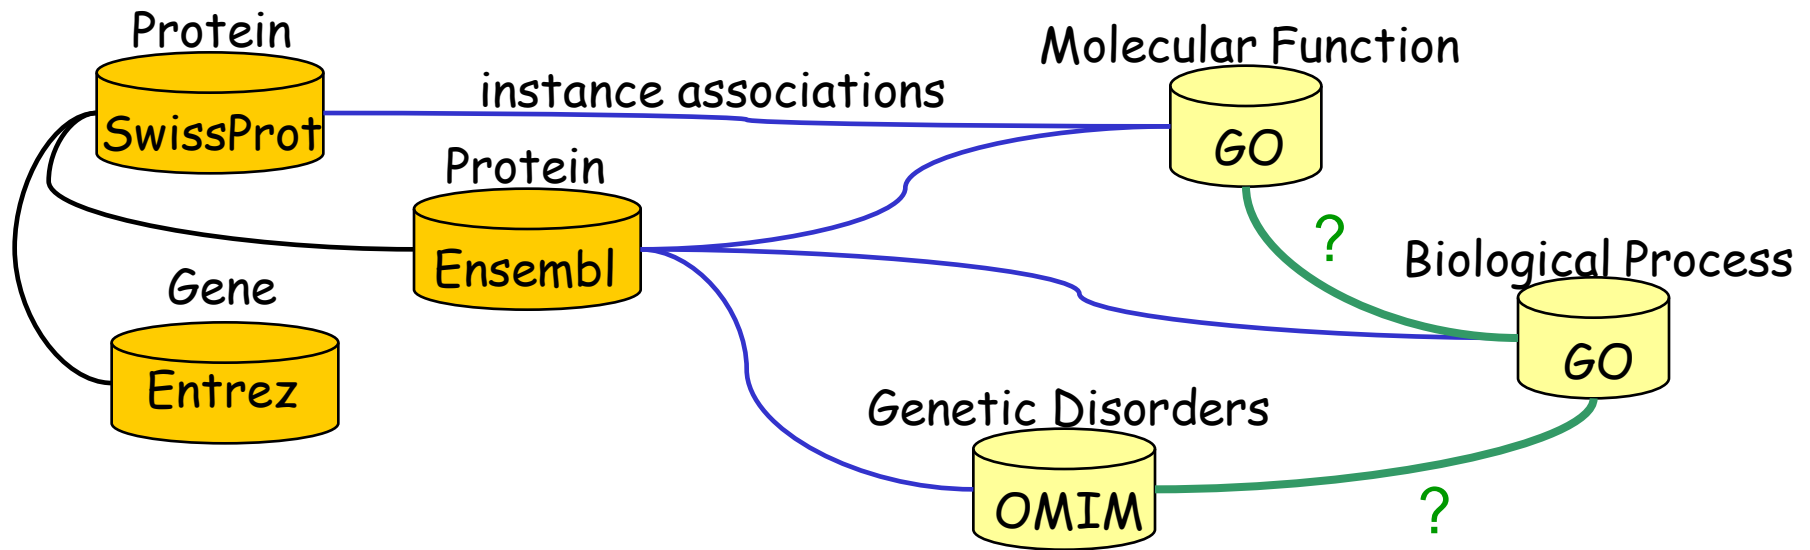 Protein
SwissProt
instance associations
Molecular Function
GO
Protein
Ensembl
?
Biological Process
GO
Gene
Entrez
Genetic Disorders
OMIM
?